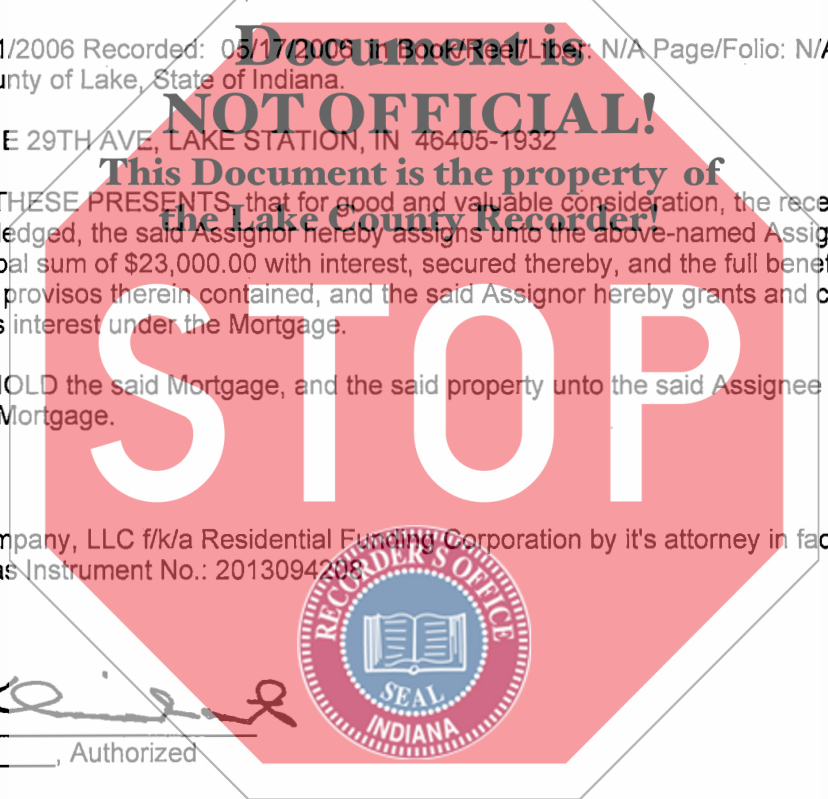 1/2006 Recorded: 05/17/2006 in Book/Reel/Liber: N/A Page/Folio: N/A
unty of Lake, State of Indiana.
Document is
NOT OFFICIAL!
This Document is the property of
the Lake County Recorder!
E 29TH AVE, LAKE STATION, IN 46405-1932
THESE PRESENTS, that for good and valuable consideration, the rece
edged, the said Assignor hereby assigns unto the above-named Assig
pal sum of $23,000.00 with interest, secured thereby, and the full benef
provisos therein contained, and the said Assignor hereby grants and c
s interest under the Mortgage.
STOP
OLD the said Mortgage, and the said property unto the said Assignee
Mortgage.
mpany, LLC f/k/a Residential Funding Corporation by it's attorney in fac
as Instrument No.: 2013094208
RECORDER'S OFFICE
SEAL
INDIANA
, Authorized